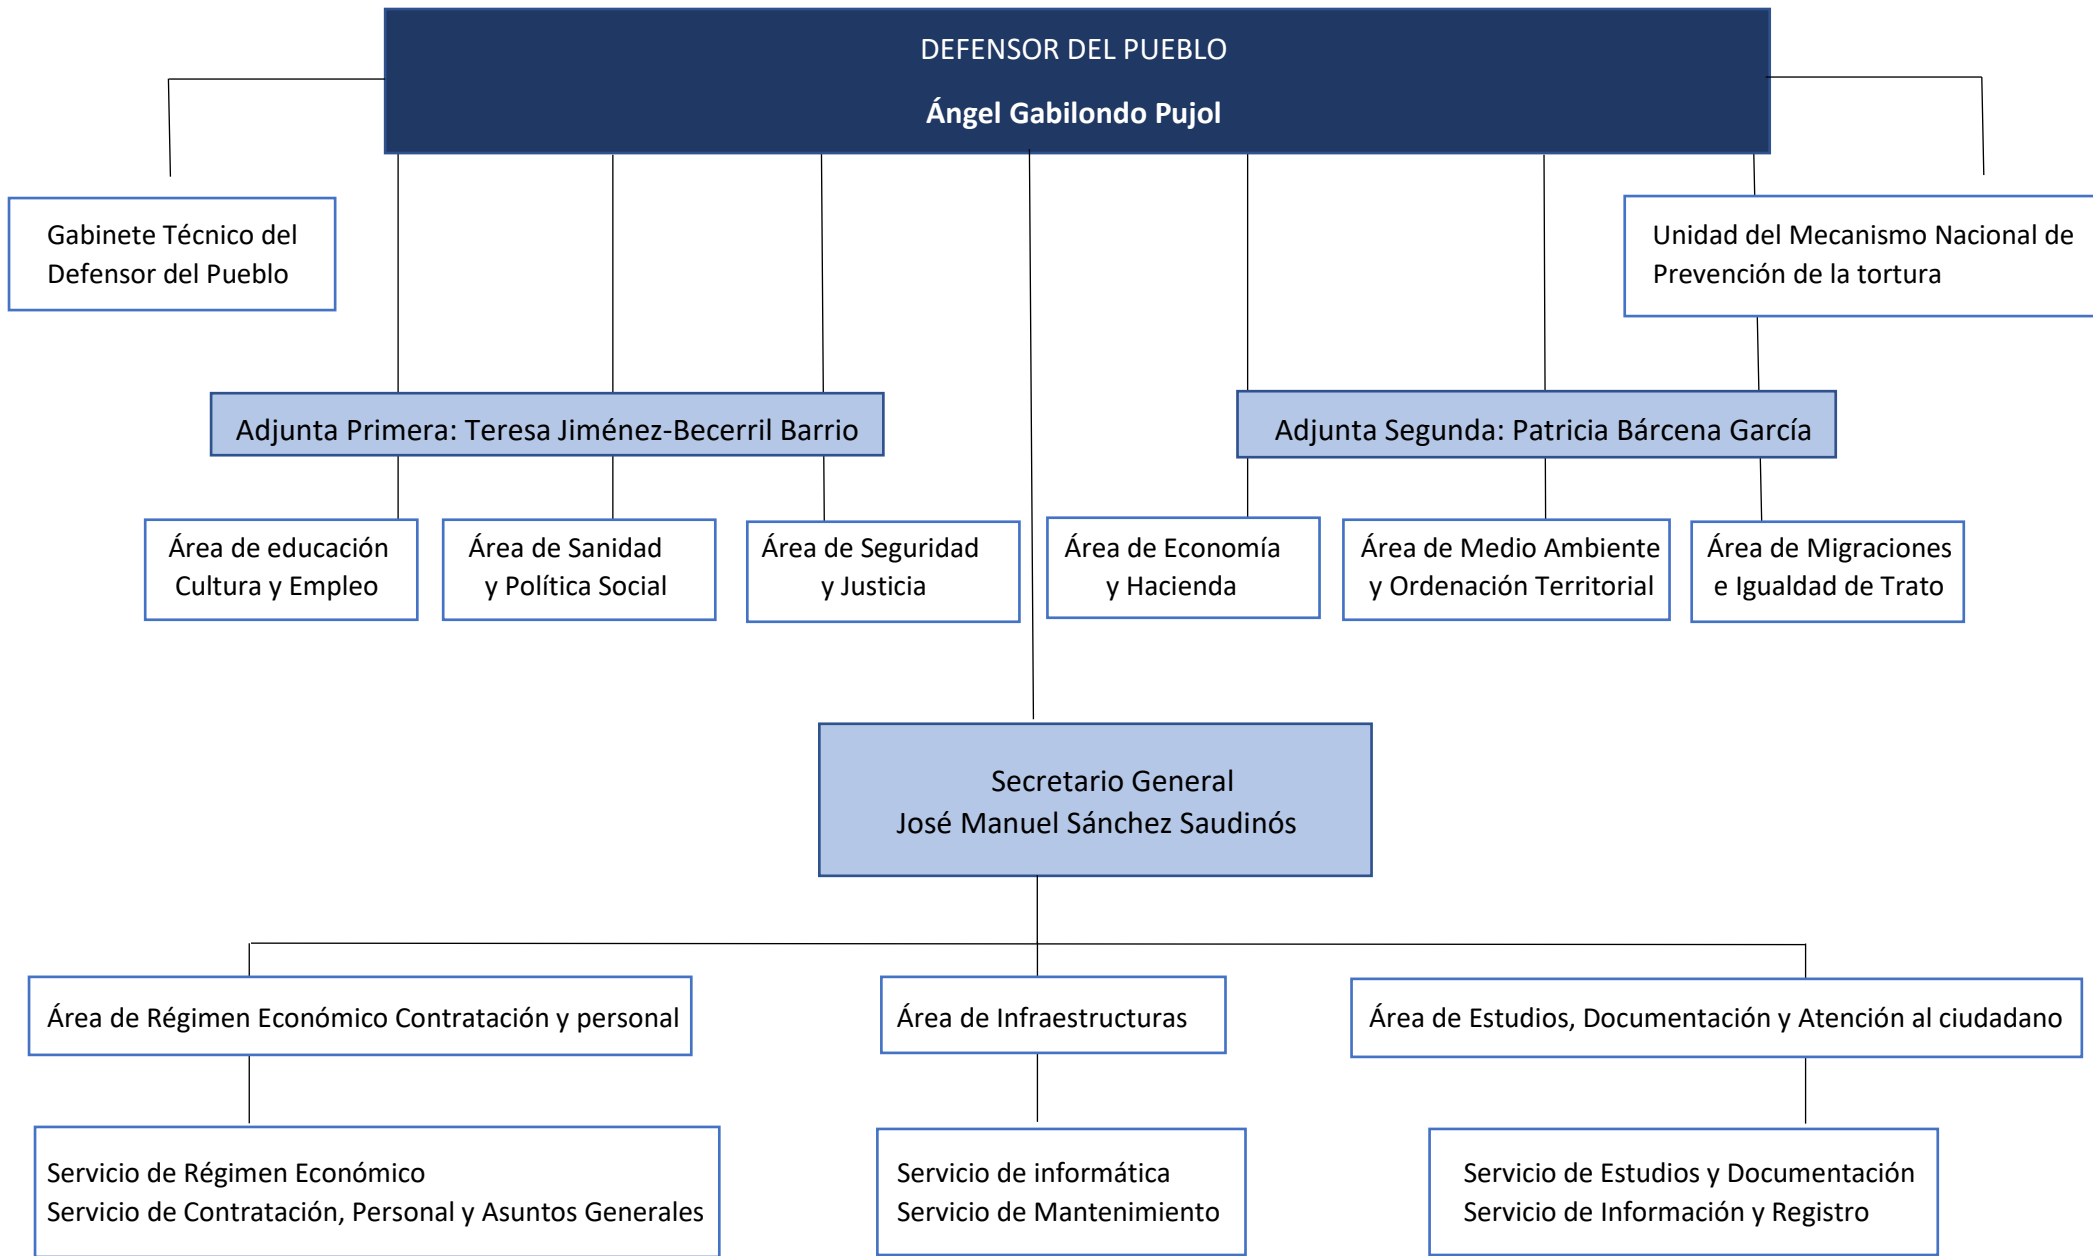 DEFENSOR DEL PUEBLO
Ángel Gabilondo Pujol
Gabinete Técnico del
Defensor del Pueblo
Unidad del Mecanismo Nacional de
Prevención de la tortura
Adjunta Primera: Teresa Jiménez-Becerril Barrio
Adjunta Segunda: Patricia Bárcena García
Área de educación
Cultura y Empleo
Área de Sanidad
y Política Social
Área de Seguridad
y Justicia
Área de Economía
y Hacienda
Área de Medio Ambiente
y Ordenación Territorial
Área de Migraciones
e Igualdad de Trato
Secretario General
José Manuel Sánchez Saudinós
Área de Régimen Económico Contratación y personal
Área de Infraestructuras
Área de Estudios, Documentación y Atención al ciudadano
Servicio de Régimen Económico
Servicio de Contratación, Personal y Asuntos Generales
Servicio de informática
Servicio de Mantenimiento
Servicio de Estudios y Documentación
Servicio de Información y Registro